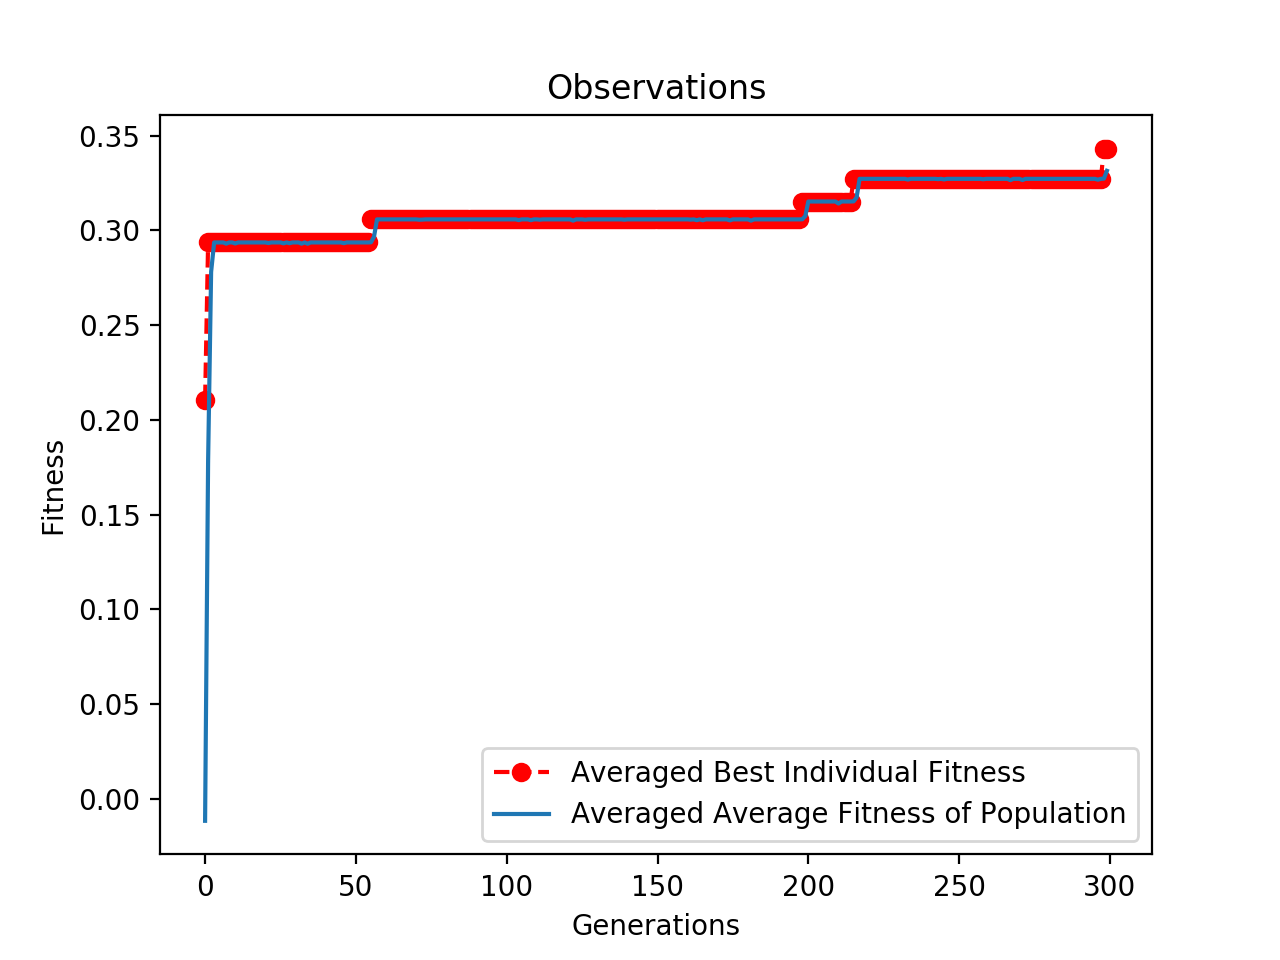 Observations
0.35
0.30
0.25
0.20
0.15
0.10
0.05
0.00
Fitness
0 50 100 150 200 250 300
Generations
Averaged Best Individual Fitness
Averaged Average Fitness of Population